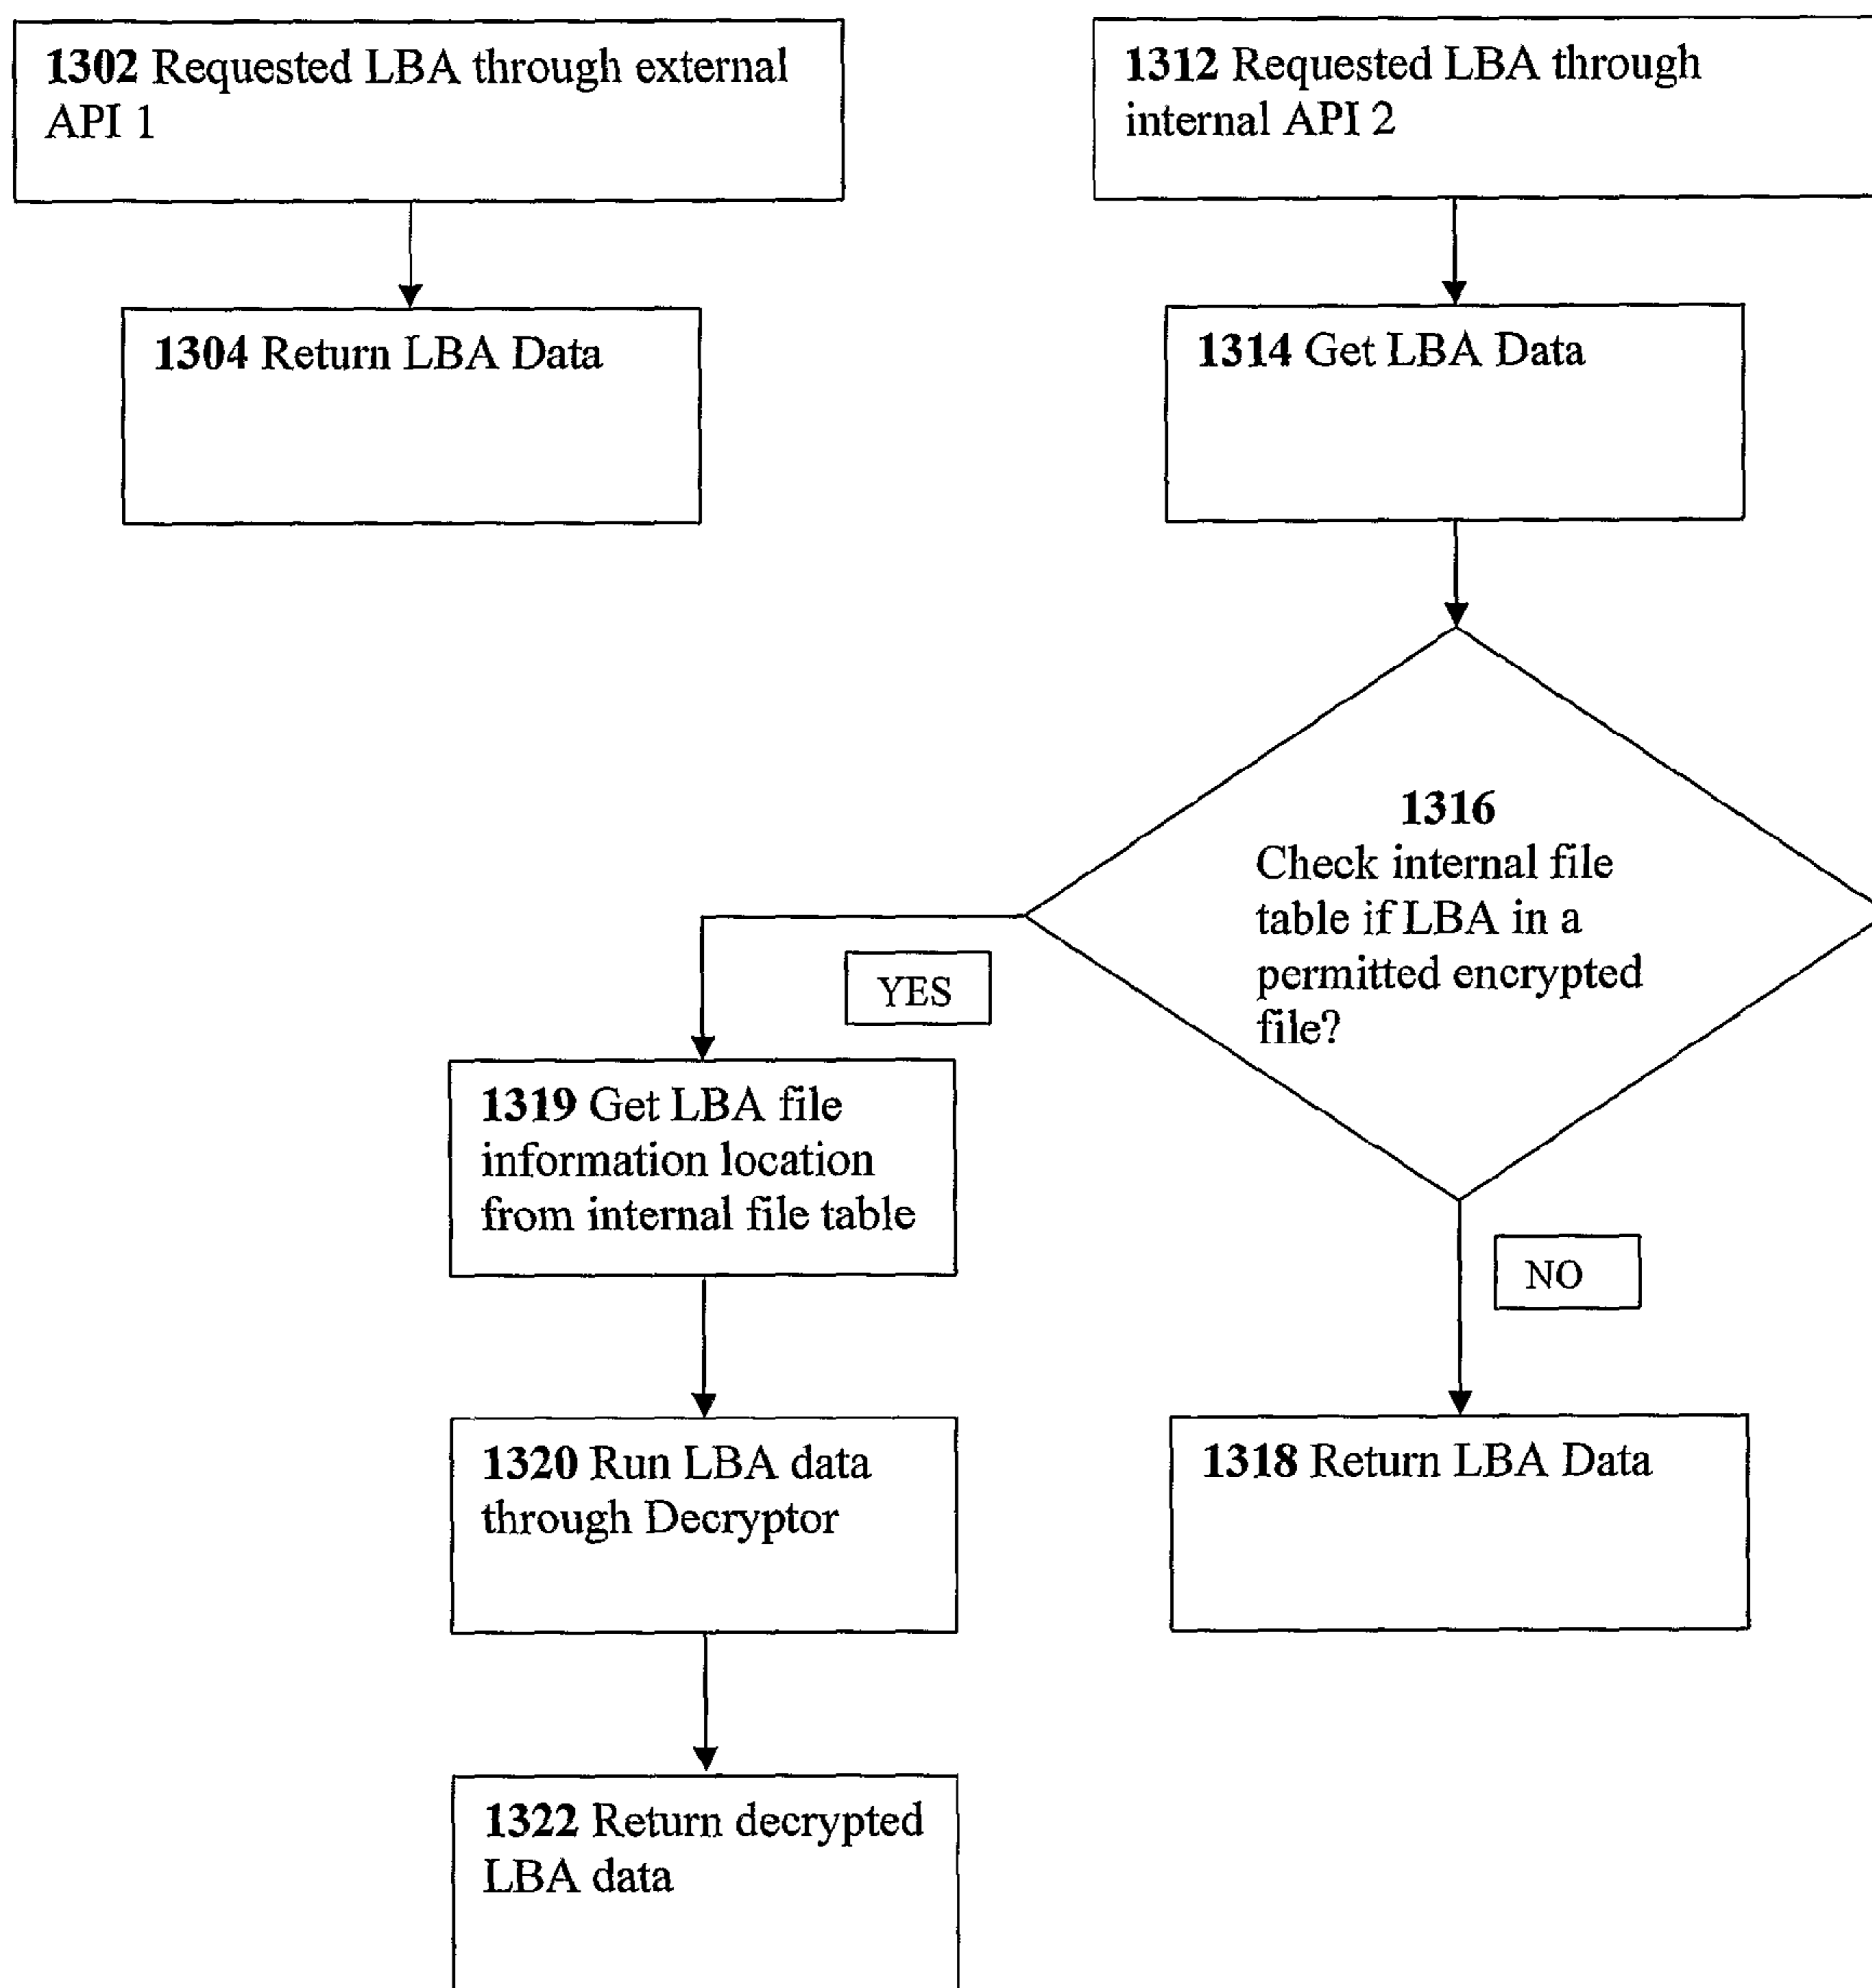 1302 Requested LBA through external
API 1
1304 Return LBA Data
1312 Requested LBA through
internal API 2
1314 Get LBA Data
1316
Check internal file
table if LBA in a
permitted encrypted
file?
YES
1319 Get LBA file
information location
from internal file table
1320 Run LBA data
through Decryptor
1322 Return decrypted
LBA data
NO
1318 Return LBA Data